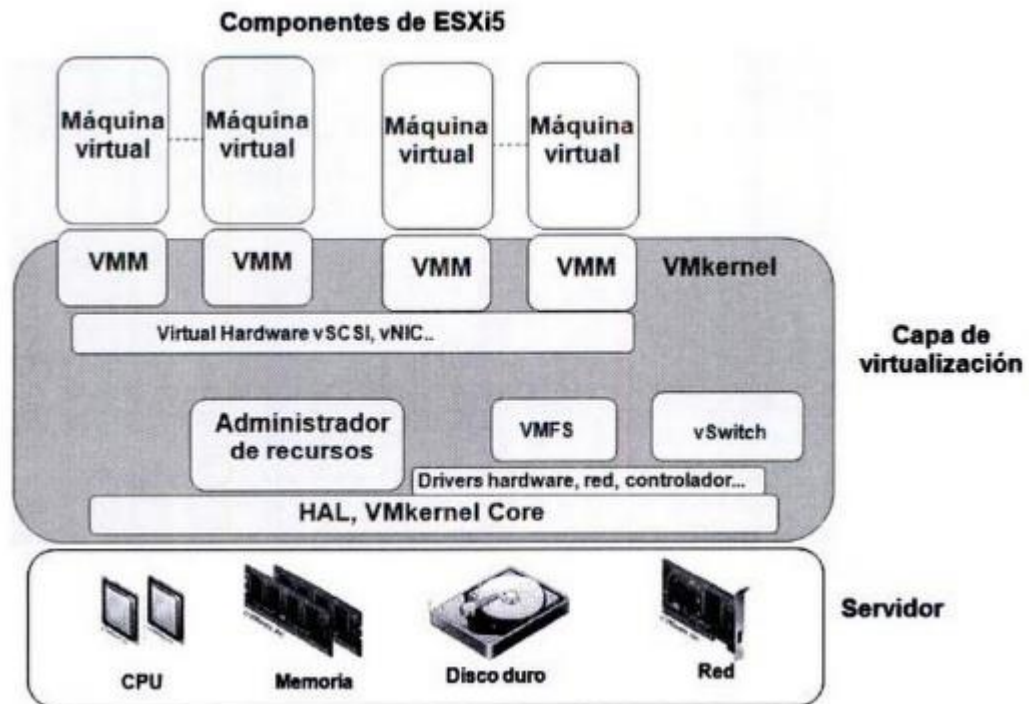 Componentes de ESXi5
Máquina virtual
Máquina virtual
Máquina virtual
Máquina virtual
VMM
VMM
VMM
VMM
VMkernel
Virtual Hardware vSCSI, vNIC..
Capa de virtualización
Administrador de recursos
VMFS
vSwitch
Drivers hardware, red, controlador...
HAL, VMkernel Core
Servidor
CPU
Memoria
Disco duro
Red